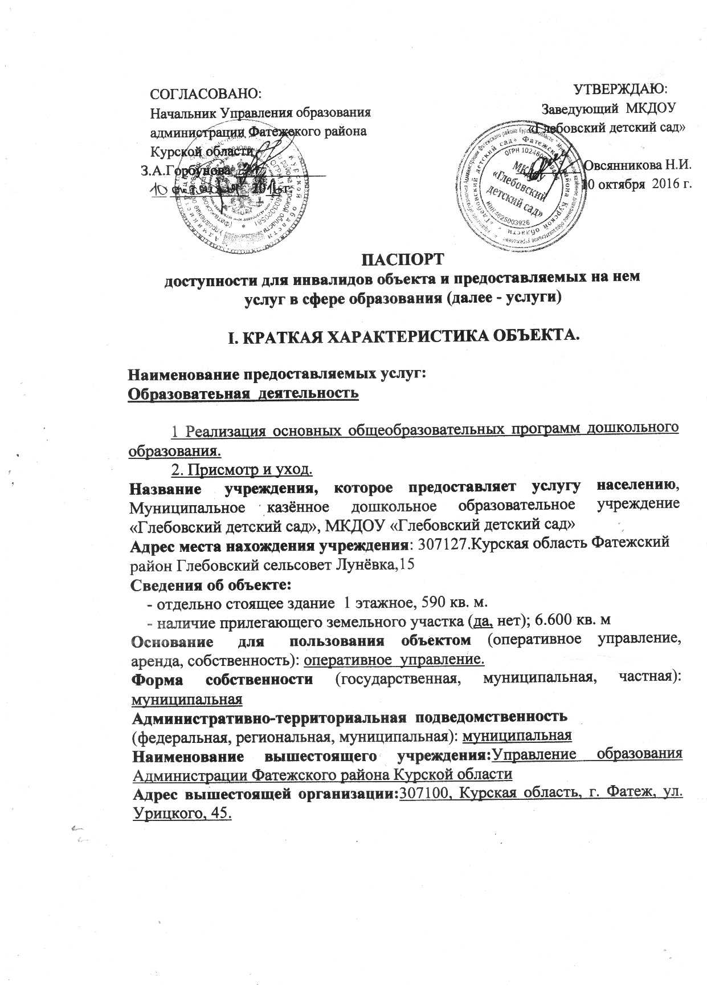 СОГЛАСОВАНО:
Начальник Управления образования
администрации Фатежского района
Курской области
З.А.Горбунова
10 октября 2016 г.
УТВЕРЖДАЮ:
Заведующий МКДОУ
«Глебовский детский сад»
Овсянникова Н.И.
10 октября 2016 г.
МКДОУ
«Глебовский
детский сад»
ИНН4625003926
ПАСПОРТ
доступности для инвалидов объекта и предоставляемых на нем
услуг в сфере образования (далее - услуги)
I. КРАТКАЯ ХАРАКТЕРИСТИКА ОБЪЕКТА.
Наименование предоставляемых услуг:
Образоватеьная деятельность
1 Реализация основных общеобразовательных программ дошкольного
образования.
2. Присмотр и уход.
Название учреждения, которое предоставляет услугу населению,
Муниципальное казённое дошкольное образовательное учреждение
«Глебовский детский сад», МКДОУ «Глебовский детский сад»
Адрес места нахождения учреждения: 307127.Курская область Фатежский
район Глебовский сельсовет Лунёвка,15
Сведения об объекте:
- отдельно стоящее здание 1 этажное, 590 кв. м.
- наличие прилегающего земельного участка (да, нет); 6.600 кв. м
Основание для пользования объектом (оперативное управление,
аренда, собственность): оперативное управление.
Форма собственности (государственная, муниципальная, частная):
муниципальная
Административно-территориальная подведомственность
(федеральная, региональная, муниципальная): муниципальная
Наименование вышестоящего учреждения:Управление образования
Администрации Фатежского района Курской области
Адрес вышестоящей организации:307100, Курская область, г. Фатеж, ул.
Урицкого, 45.